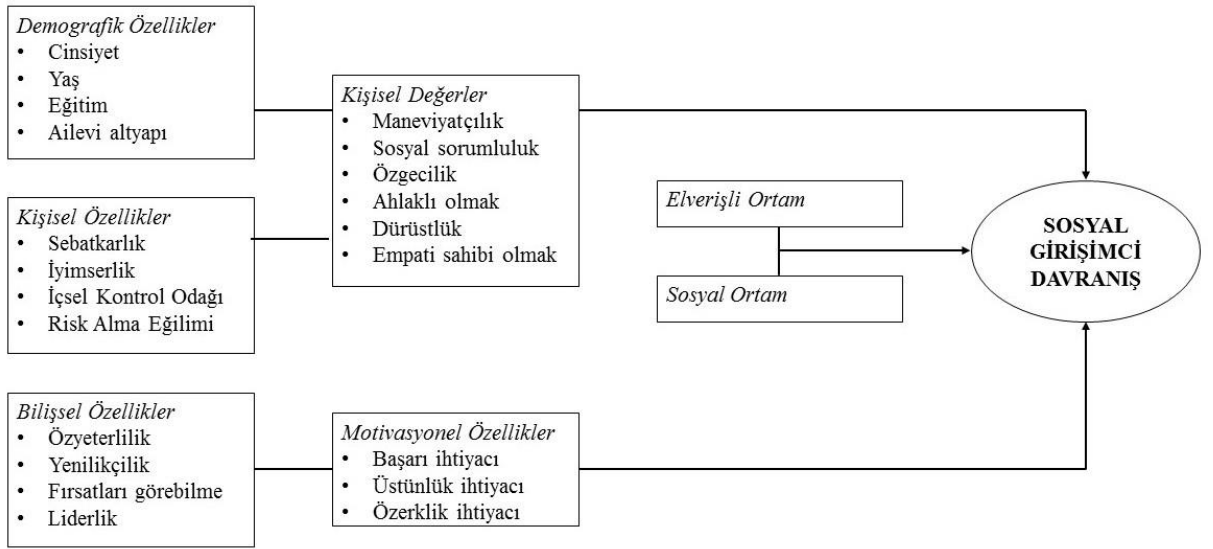 Demografik Özellikler
• Cinsiyet
• Yaş
• Eğitim
• Ailevi altyapı
Kişisel Özellikler
• Sebatkarlık
• İyimserlik
• İçsel Kontrol Odağı
• Risk Alma Eğilimi
Bilişsel Özellikler
• Özyeterlilik
• Yenilikçilik
• Fırsatları görebilme
• Liderlik
Kişisel Değerler
• Maneviyatçılık
• Sosyal sorumluluk
• Özgecilik
• Ahlaklı olmak
• Dürüstlük
• Empati sahibi olmak
Motivasyonel Özellikler
• Başarı ihtiyacı
• Üstünlük ihtiyacı
• Özerklik ihtiyacı
Elverişli Ortam
Sosyal Ortam
SOSYAL
GİRİŞİMCİ
DAVRANIŞ